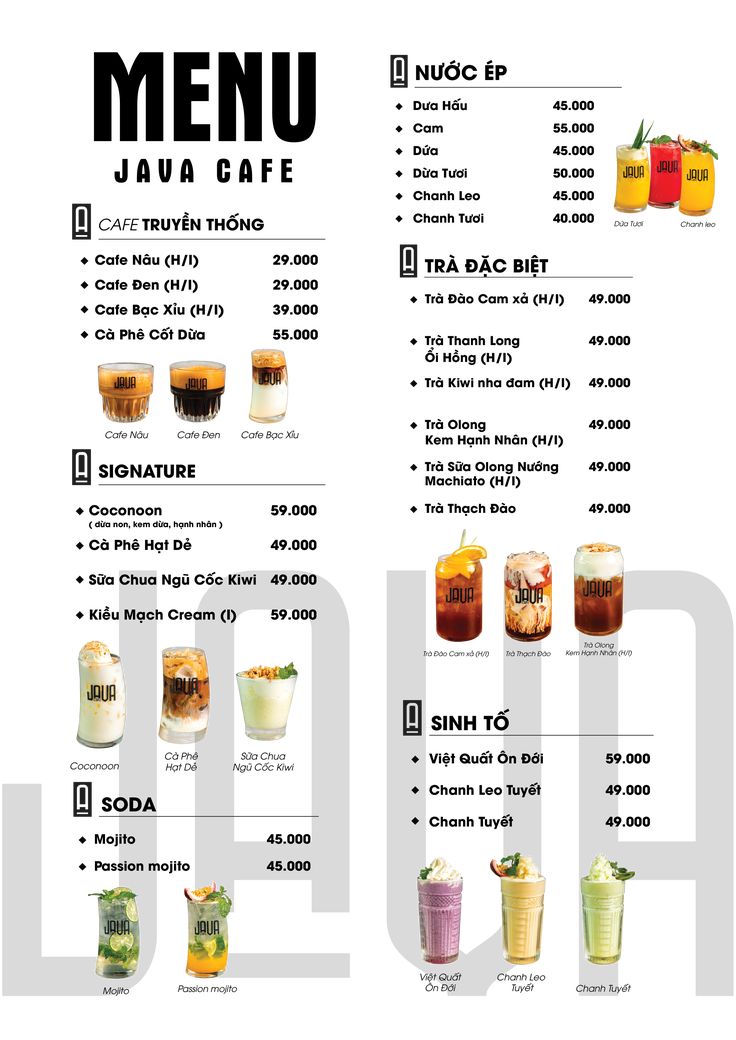 MENU
JAVA CAFE
CAFE TRUYỀN THỐNG
Cafe Nâu (H/I) 29.000
Cafe Đen (H/I) 29.000
Cafe Bạc Xỉu (H/I) 39.000
Cà Phê Cốt Dừa 55.000
JAVA JAVA JAVA
Cafe Nâu Cafe Đen Cafe Bạc Xỉu
SIGNATURE
Coconoon 59.000
( dừa non, kem dừa, hạnh nhân )
Cà Phê Hạt Dẻ 49.000
Sữa Chua Ngũ Cốc Kiwi 49.000
Kiều Mạch Cream (I) 59.000
JAVA JAVA
Coconoon
Cà Phê
Hạt Dẻ
Sữa Chua
Ngũ Cốc Kiwi
SODA
Mojito 45.000
Passion mojito 45.000
JAVA JAVA
Mojito Passion mojito
NƯỚC ÉP
Dưa Hấu 45.000
Cam 55.000
Dứa 45.000
Dừa Tươi 50.000
Chanh Leo 45.000
Chanh Tươi 40.000
JAVA JAVA JAVA
Dứa Tươi Chanh leo
TRÀ ĐẶC BIỆT
Trà Đào Cam xả (H/I) 49.000
Trà Thanh Long 49.000
Ổi Hồng (H/I)
Trà Kiwi nha đam (H/I) 49.000
Trà Olong 49.000
Kem Hạnh Nhân (H/I)
Trà Sữa Olong Nướng 49.000
Machiato (H/I)
Trà Thạch Đào 49.000
JAVA JAVA JAVA
Trà Đào Cam xả (H/I) Trà Thạch Đào
Trà Olong
Kem Hạnh Nhân (H/I)
SINH TỐ
Việt Quất Ôn Đới 59.000
Chanh Leo Tuyết 49.000
Chanh Tuyết 49.000
Việt Quất
Ôn Đới
Chanh Leo
Tuyết
Chanh Tuyết
JAVA